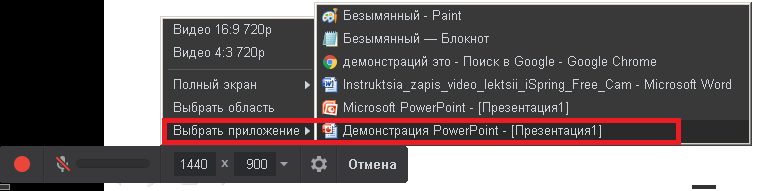 Видео 16:9 720p
Видео 4:3 720p
Полный экран
Выбрать область
Выбрать приложение
Безымянный - Paint
Безымянный — Блокнот
демонстраций это - Поиск в Google - Google Chrome
Instruktsia_zapis_video_lektsii_iSpring_Free_Cam - Microsoft Word
Microsoft PowerPoint - [Презентация1]
Демонстрация PowerPoint - [Презентация1]
1440 x 900 Отмена